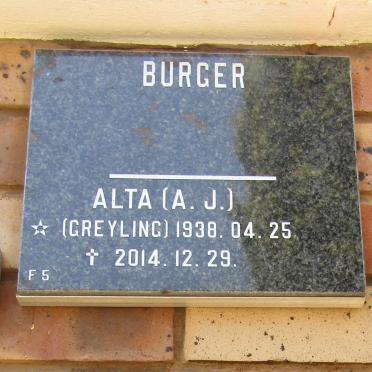 BURGER
ALTA (A. J.)
☆ (GREYLING) 1938. 04. 25
✝ 2014. 12. 29.
F 5